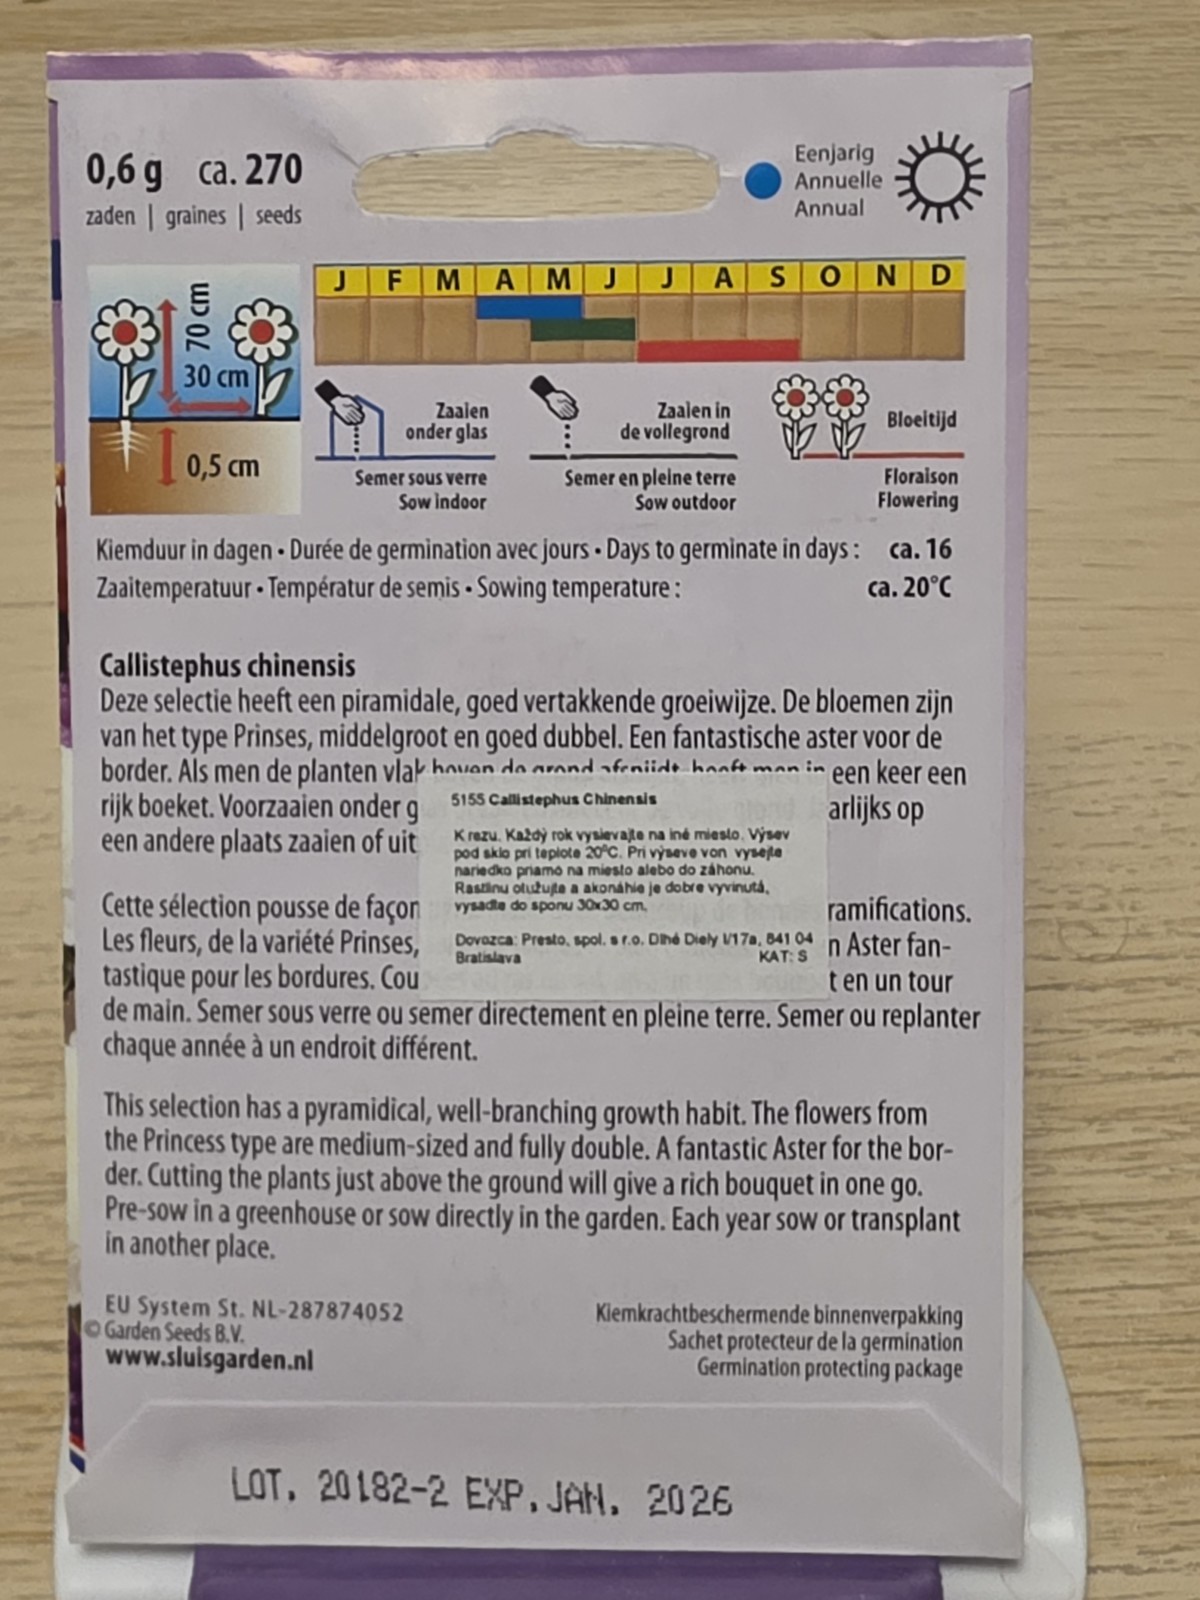 0,6 g ca. 270
zaden | graines | seeds
Eenjarig
Annuelle
Annual
J F M A M J J A S O N D
70 cm
30 cm
0,5 cm
Zaaien
onder glas
Semer sous verre
Sow indoor
Zaaien in
de vollegrond
Semer en pleine terre
Sow outdoor
Bloeitijd
Floraison
Flowering
Kiemduur in dagen • Durée de germination avec jours • Days to germinate in days : ca. 16
Zaaitemperatuur • Températur de semis • Sowing temperature : ca. 20°C
Callistephus chinensis
Deze selectie heeft een piramidale, goed vertakkende groeiwijze. De bloemen zijn
van het type Prinses, middelgroot en goed dubbel. Een fantastische aster voor de
border. Als men de planten vlak boven de grond afsnijdt, heeft men in een keer een
rijk boeket. Voorzaaien onder g arlijks op
een andere plaats zaaien of uit
5155 Callistephus Chinensis
K rezu. Každý rok vysievajte na iné miesto. Výsev
pod sklo pri teplote 20°C. Pri výseve von vysejte
nariedko priamo na miesto alebo do záhonu.
Rastlinu otužujte a akonáhle je dobre vyvinutá,
vysaďte do sponu 30x30 cm.
Dovozca: Presto, spol. s r.o. Dlhé Diely I/17a, 841 04
Bratislava KAT: S
Cette sélection pousse de façon ramifications.
Les fleurs, de la variété Prinses, n Aster fan-
tastique pour les bordures. Cou t en un tour
de main. Semer sous verre ou semer directement en pleine terre. Semer ou replanter
chaque année à un endroit différent.
This selection has a pyramidical, well-branching growth habit. The flowers from
the Princess type are medium-sized and fully double. A fantastic Aster for the bor-
der. Cutting the plants just above the ground will give a rich bouquet in one go.
Pre-sow in a greenhouse or sow directly in the garden. Each year sow or transplant
in another place.
EU System St. NL-287874052
© Garden Seeds B.V.
www.sluisgarden.nl
Kiemkrachtbeschermende binnenverpakking
Sachet protecteur de la germination
Germination protecting package
LOT. 20182-2 EXP. JAN. 2026